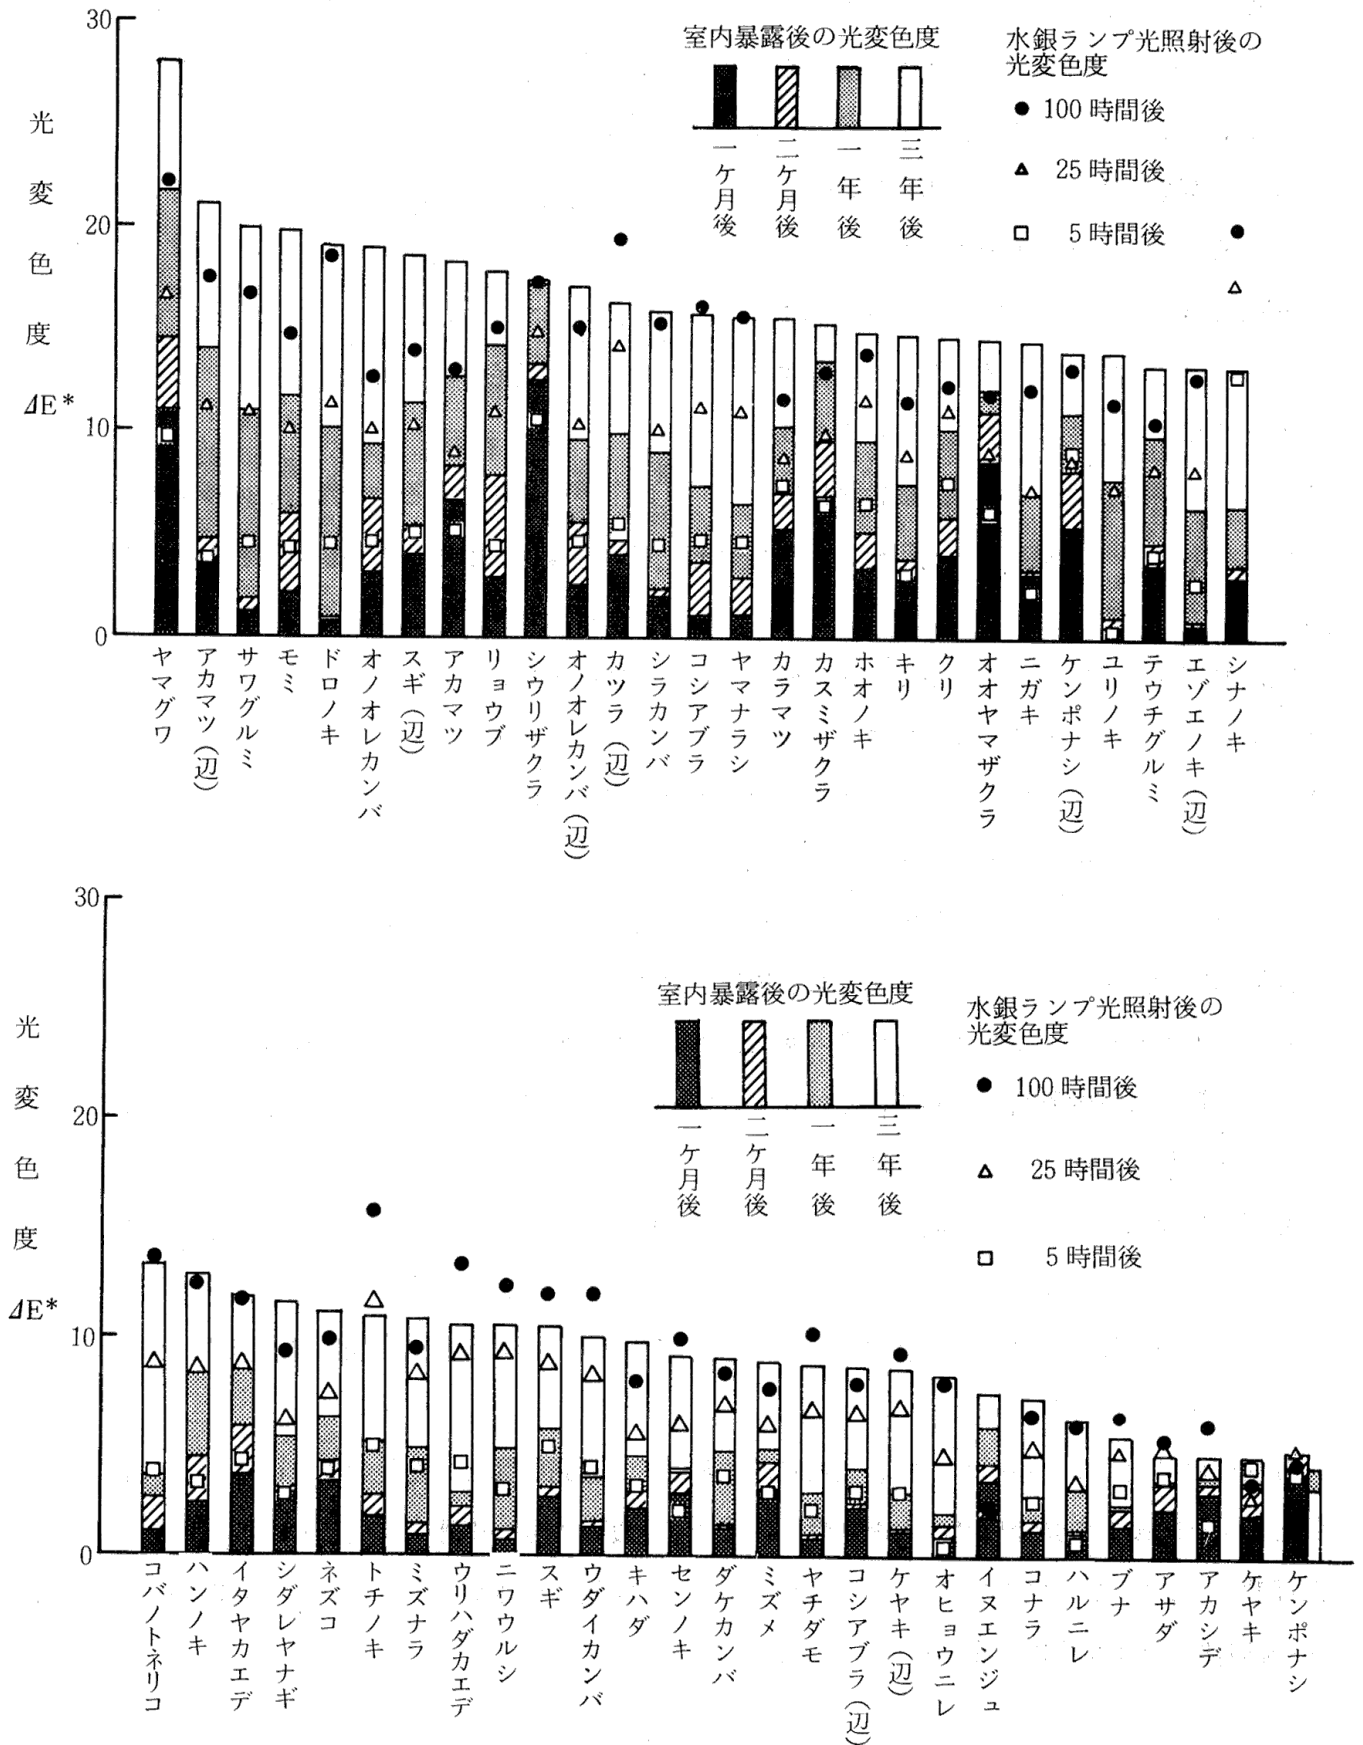 30
20
10
0
光変色度
ΔE*
室内暴露後の光変色度
一ケ月後
二ケ月後
一年後
三年後
水銀ランプ光照射後の
光変色度
100時間後
25時間後
5時間後
ヤマグワ
アカマツ(辺)
サワグルミ
モミ
ドロノキ
オノオレカンバ
スギ(辺)
アカマツ
リョウブ
シウリザクラ
オノオレカンバ(辺)
カツラ(辺)
シラカンバ
コシアブラ
ヤマナラシ
カラマツ
カスミザクラ
ホオノキ
キリ
クリ
オオヤマザクラ
ニガキ
ケンポナシ(辺)
ユリノキ
テウチグルミ
エゾエノキ(辺)
シナノキ
30
20
10
0
光変色度
ΔE*
室内暴露後の光変色度
一ケ月後
二ケ月後
一年後
三年後
水銀ランプ光照射後の
光変色度
100時間後
25時間後
5時間後
コバノトネリコ
ハンノキ
イタヤカエデ
シダレヤナギ
ネズコ
トチノキ
ミズナラ
ウリハダカエデ
ニワウルシ
スギ
ウダイカンバ
キハダ
センノキ
ダケカンバ
ミズメ
ヤチダモ
コシアブラ(辺)
ケヤキ(辺)
オヒョウニレ
イヌエンジュ
コナラ
ハルニレ
ブナ
アサダ
アカシデ
ケヤキ
ケンポナシ